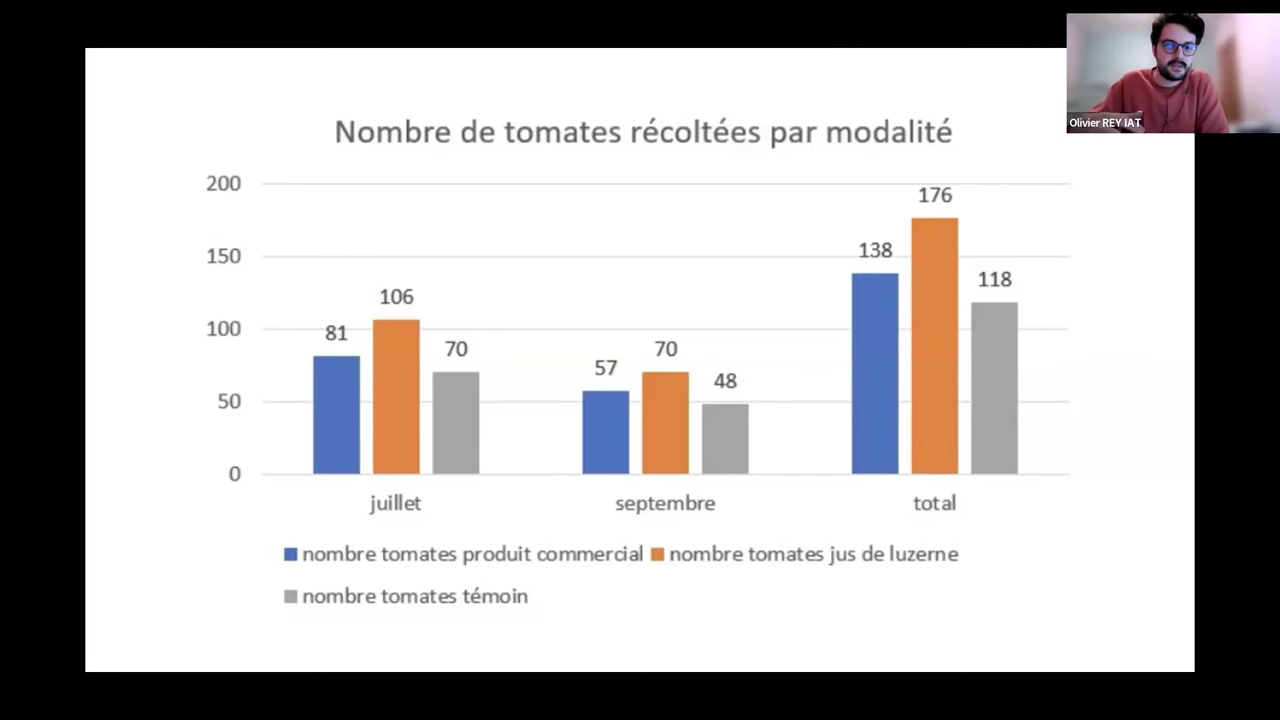 Olivier REY IAT
Nombre de tomates récoltées par modalité
200
150
100
50
0
81
106
70
57
70
48
138
176
118
juillet
septembre
total
nombre tomates produit commercial
nombre tomates jus de luzerne
nombre tomates témoin